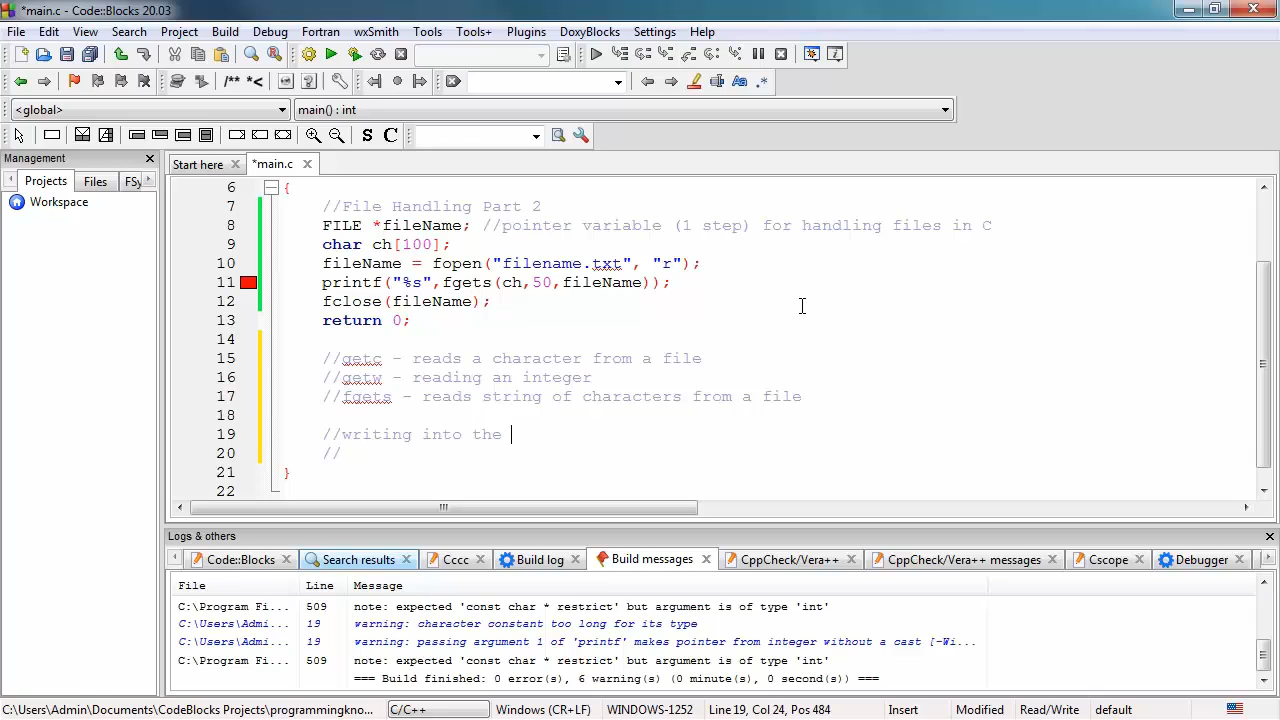 *main.c - Code::Blocks 20.03
File Edit View Search Project Build Debug Fortran wxSmith Tools Tools+ Plugins DoxyBlocks Settings Help
/** *<
<global> main() : int
S C
Management
Projects Files FSy
Workspace
Start here *main.c
6 {
7 //File Handling Part 2
8 FILE *fileName; //pointer variable (1 step) for handling files in C
9 char ch[100];
10 fileName = fopen("filename.txt", "r");
11 printf("%s",fgets(ch,50,fileName));
12 fclose(fileName);
13 return 0;
14
15 //getc - reads a character from a file
16 //getw - reading an integer
17 //fgets - reads string of characters from a file
18
19 //writing into the
20 //
21 }
22
Logs & others
Code::Blocks Search results Cccc Build log Build messages CppCheck/Vera++ CppCheck/Vera++ messages Cscope Debugger
File Line Message
C:\Program Fi... 509 note: expected 'const char * restrict' but argument is of type 'int'
C:\Users\Admi... 19 warning: character constant too long for its type
C:\Users\Admi... 19 warning: passing argument 1 of 'printf' makes pointer from integer without a cast [-Wi...
C:\Program Fi... 509 note: expected 'const char * restrict' but argument is of type 'int'
=== Build finished: 0 error(s), 6 warning(s) (0 minute(s), 0 second(s)) ===
C:\Users\Admin\Documents\CodeBlocks Projects\programmingkno... C/C++ Windows (CR+LF) WINDOWS-1252 Line 19, Col 24, Pos 484 Insert Modified Read/Write default